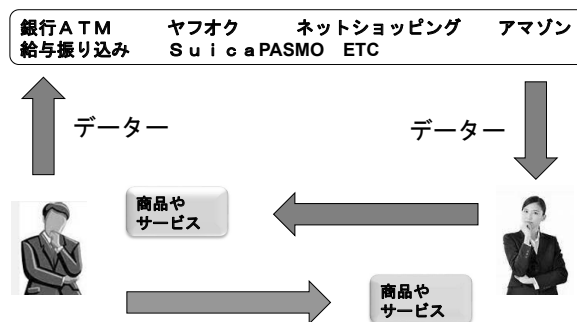 銀行ATM　　ヤフオク　　ネットショッピング　　アマゾン
給与振り込み　　SuicaPASMO　ETC
データー
データー
商品や
サービス
商品や
サービス